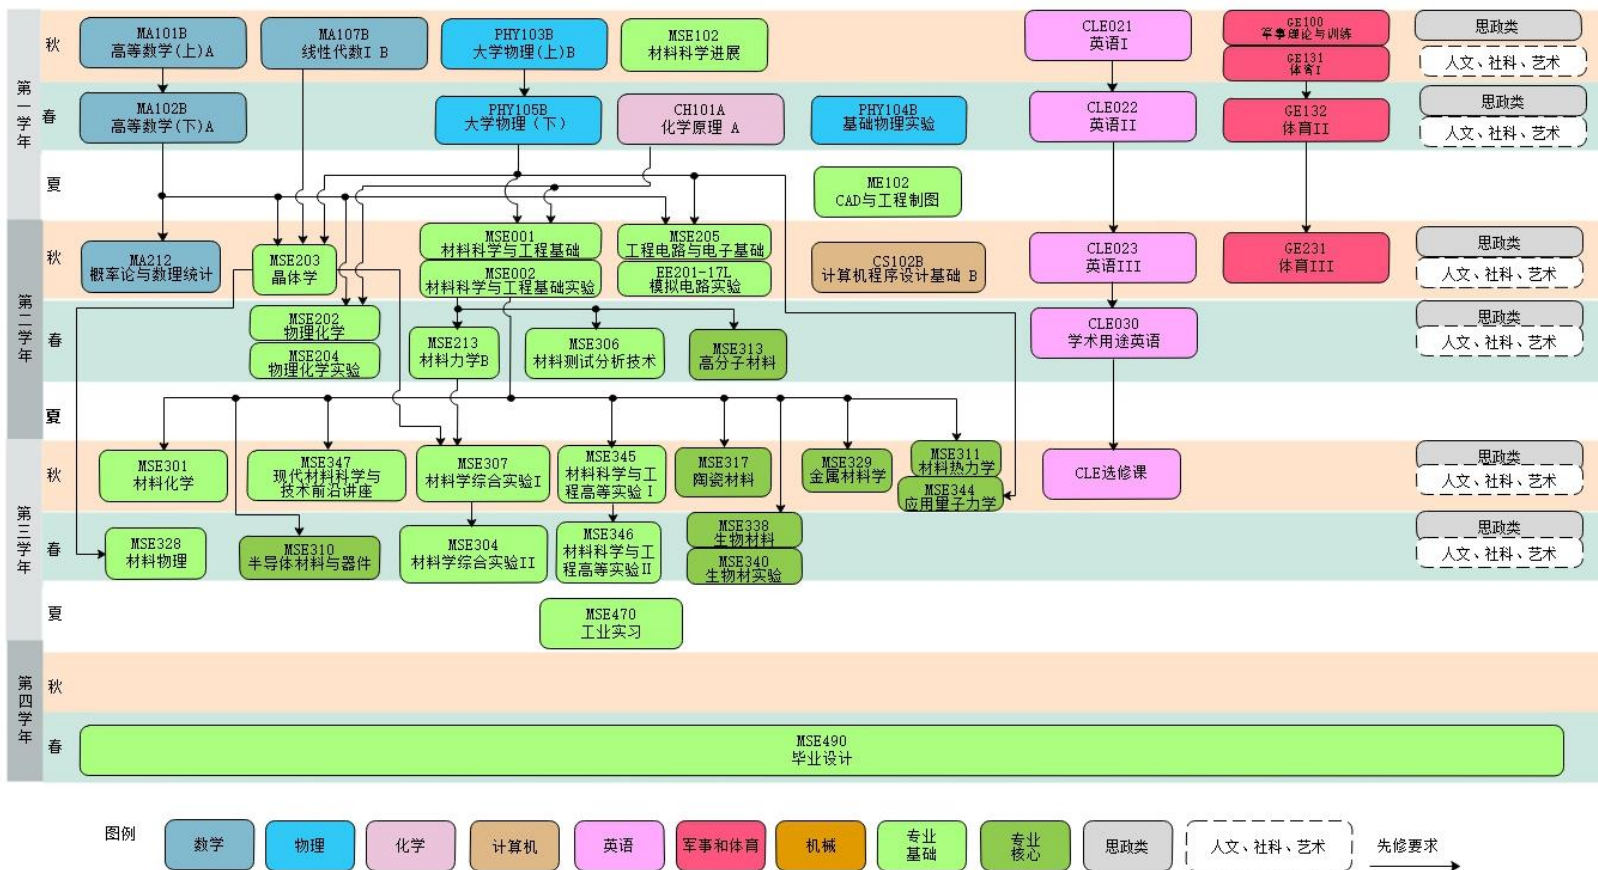 第一学年
秋
MA101B
高等数学(上)A
MA107B
线性代数I B
PHY103B
大学物理(上)B
MSE102
材料科学进展
CLE021
英语I
GE100
军事理论与训练
GE131
体育I
思政类
人文、社科、艺术
春
MA102B
高等数学(下)A
PHY105B
大学物理（下）
CH101A
化学原理 A
PHY104B
基础物理实验
CLE022
英语II
GE132
体育II
思政类
人文、社科、艺术
夏
ME102
CAD与工程制图
第二学年
秋
MA212
概率论与数理统计
MSE203
晶体学
MSE001
材料科学与工程基础
MSE002
材料科学与工程基础实验
MSE205
工程电路与电子基础
EE201-17L
模拟电路实验
CS102B
计算机程序设计基础 B
CLE023
英语III
GE231
体育III
思政类
人文、社科、艺术
春
MSE202
物理化学
MSE204
物理化学实验
MSE213
材料力学B
MSE306
材料测试分析技术
MSE313
高分子材料
CLE030
学术用途英语
思政类
人文、社科、艺术
夏
第三学年
秋
MSE301
材料化学
MSE347
现代材料科学与
技术前沿讲座
MSE307
材料学综合实验I
MSE345
材料科学与工
程高等实验I
MSE317
陶瓷材料
MSE329
金属材料学
MSE311
材料热力学
MSE344
应用量子力学
CLE选修课
思政类
人文、社科、艺术
春
MSE328
材料物理
MSE310
半导体材料与器件
MSE304
材料学综合实验II
MSE346
材料科学与工
程高等实验II
MSE338
生物材料
MSE340
生物材实验
思政类
人文、社科、艺术
夏
MSE470
工业实习
第四学年
秋
春
MSE490
毕业设计
图例
数学
物理
化学
计算机
英语
军事和体育
机械
专业
基础
专业
核心
思政类
人文、社科、艺术
先修要求